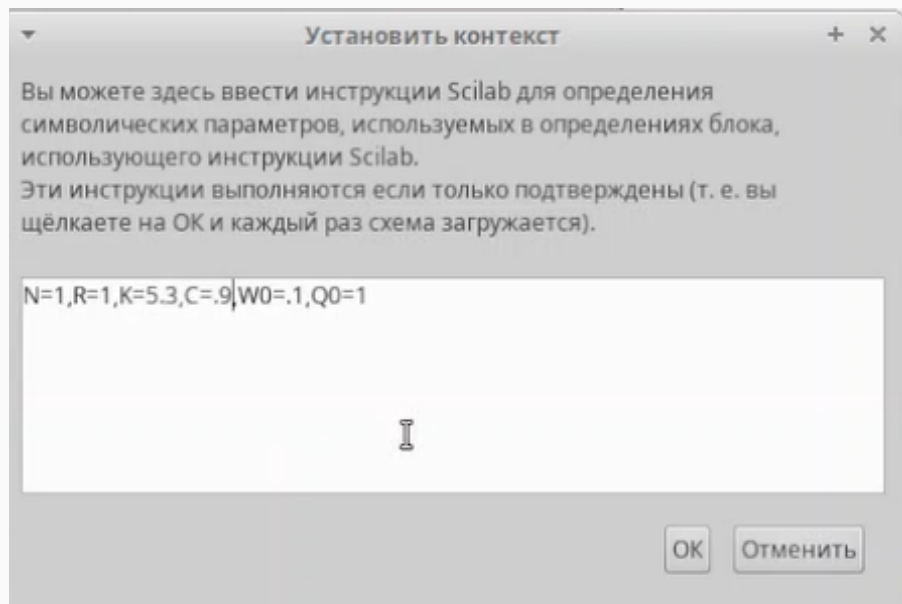 Установить контекст
Вы можете здесь ввести инструкции Scilab для определения
символических параметров, используемых в определениях блока,
использующего инструкции Scilab.
Эти инструкции выполняются если только подтверждены (т. е. вы
щёлкаете на ОК и каждый раз схема загружается).
N=1,R=1,K=5.3,C=.9,W0=.1,Q0=1
ОК
Отменить